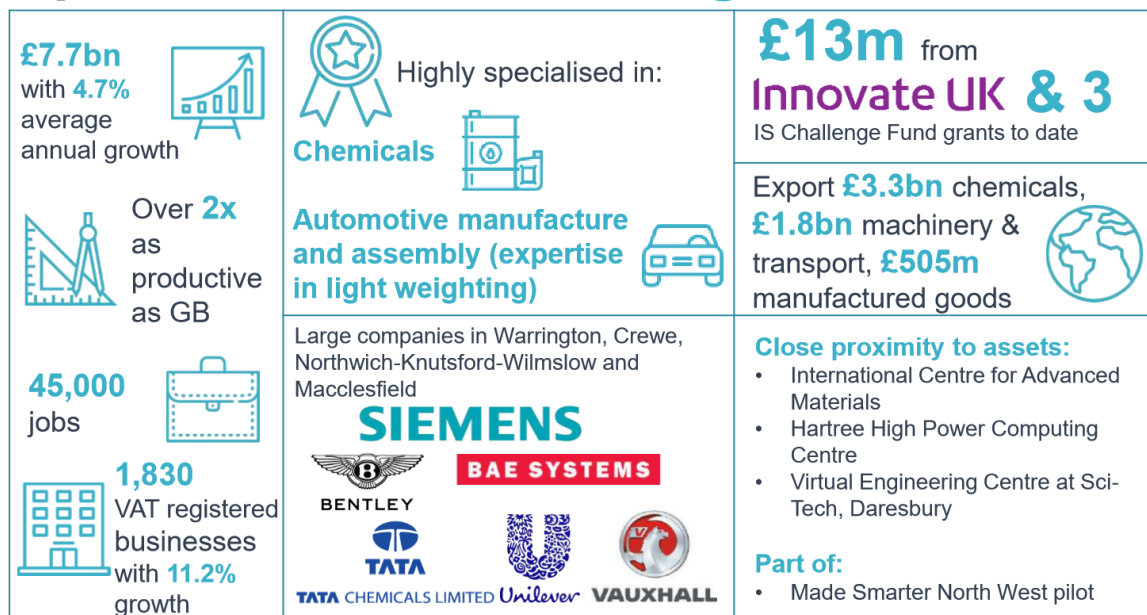 £7.7bn
with 4.7%
average
annual growth
Over 2x
as
productive
as GB
45,000
jobs
1,830
VAT registered
businesses
with 11.2%
growth
Highly specialised in:
Chemicals
Automotive manufacture
and assembly (expertise
in light weighting)
Large companies in Warrington, Crewe,
Northwich-Knutsford-Wilmslow and
Macclesfield
SIEMENS
B
BENTLEY
BAE SYSTEMS
TATA
TATA CHEMICALS LIMITED
Unilever
V
VAUXHALL
£13m from
Innovate UK & 3
IS Challenge Fund grants to date
Export £3.3bn chemicals,
£1.8bn machinery &
transport, £505m
manufactured goods
Close proximity to assets:
• International Centre for Advanced
Materials
• Hartree High Power Computing
Centre
• Virtual Engineering Centre at Sci-
Tech, Daresbury
Part of:
• Made Smarter North West pilot